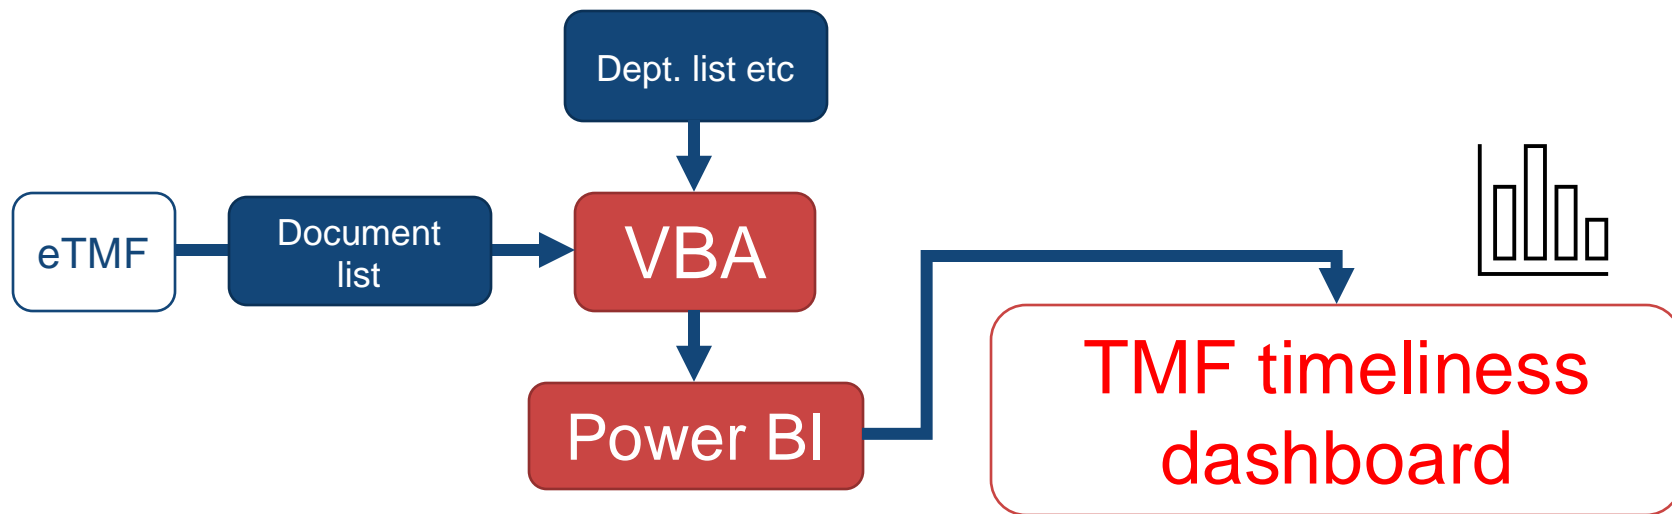 Dept. list etc
eTMF
Document
list
VBA
Power BI
TMF timeliness
dashboard